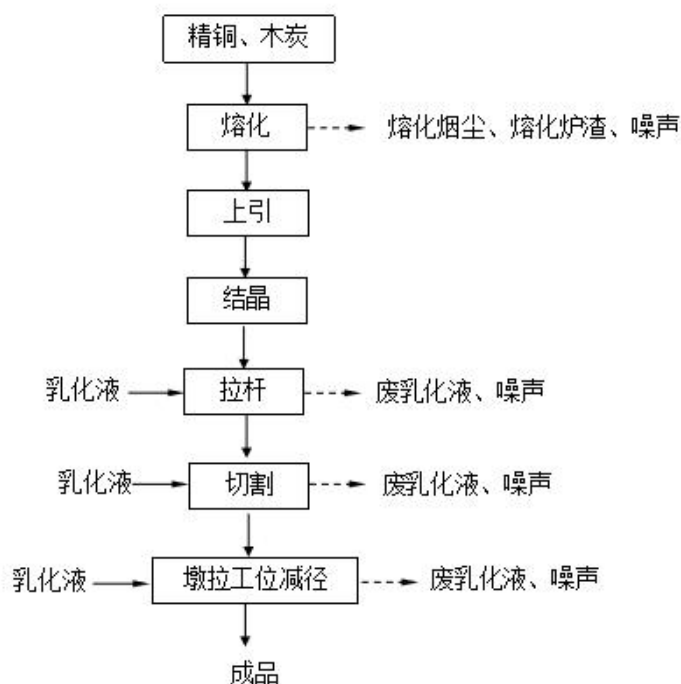 精铜、木炭
熔化
熔化烟尘、熔化炉渣、噪声
上引
结晶
乳化液
拉杆
废乳化液、噪声
乳化液
切割
废乳化液、噪声
乳化液
墩拉工位减径
废乳化液、噪声
成品